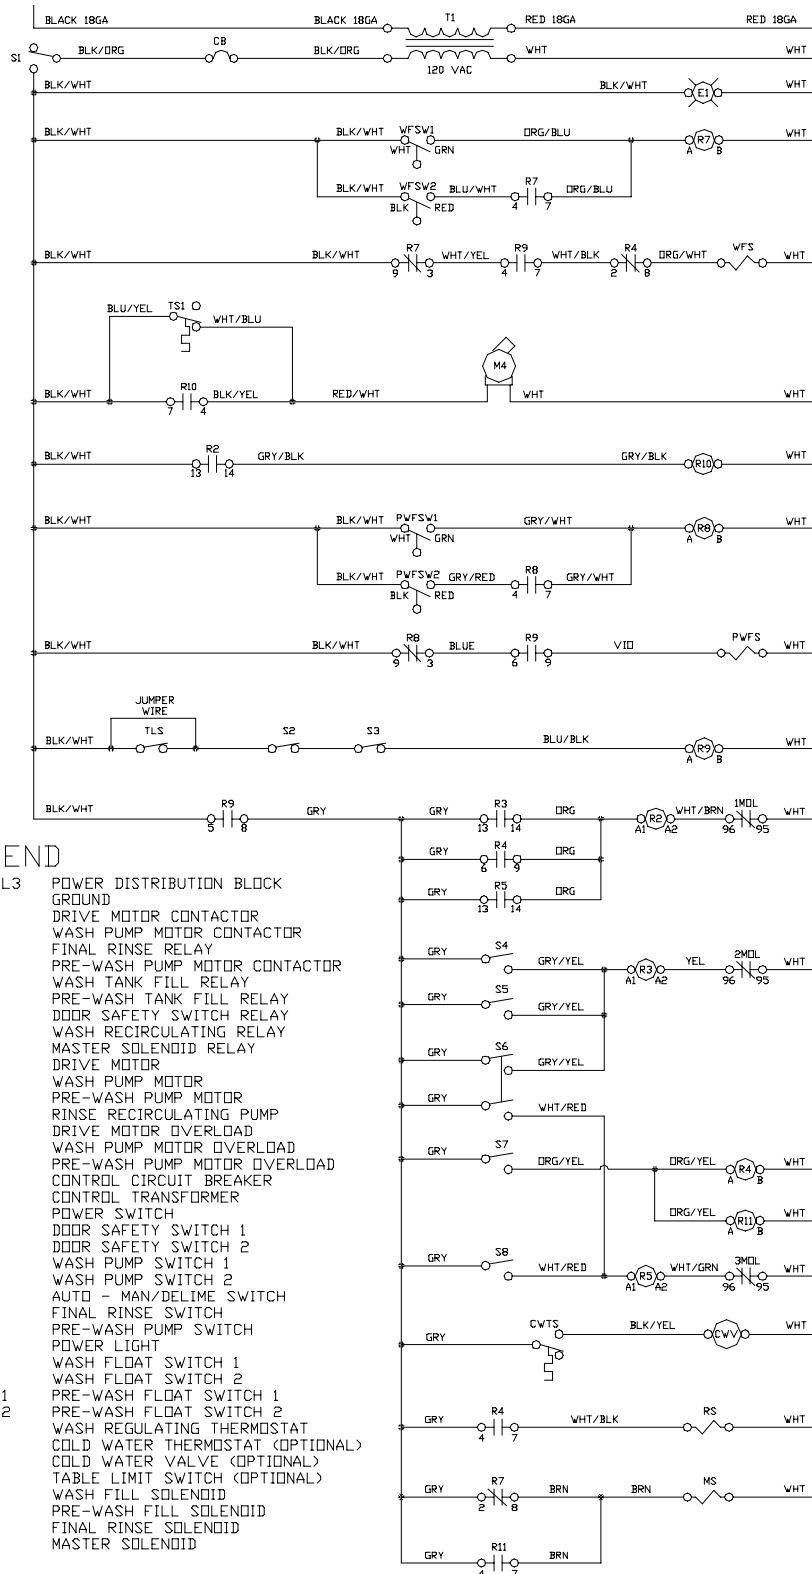 BLACK 18GA BLACK 18GA T1 RED 18GA RED 18GA
S1 BLK/ORG CB BLK/ORG WHT WHT
120 VAC
BLK/WHT BLK/WHT E1 WHT
BLK/WHT BLK/WHT WFSW1 ORG/BLU R7 WHT
WHT GRN A B
BLK/WHT WFSW2 BLU/WHT R7 ORG/BLU
BLK RED 4 7
BLK/WHT BLK/WHT R7 WHT/YEL R9 WHT/BLK R4 ORG/WHT WFS WHT
9 3 4 7 2 8
BLU/YEL TS1
WHT/BLU
M4
BLK/WHT R10 BLK/YEL RED/WHT WHT WHT
7 4
BLK/WHT R2 GRY/BLK GRY/BLK R10 WHT
13 14
BLK/WHT BLK/WHT PWFSW1 GRY/WHT R8 WHT
WHT GRN A B
BLK/WHT PWFSW2 GRY/RED R8 GRY/WHT
BLK RED 4 7
BLK/WHT BLK/WHT R8 BLUE R9 VIO PWFS WHT
9 3 6 9
JUMPER
WIRE
BLK/WHT TLS S2 S3 BLU/BLK R9 WHT
A B
BLK/WHT R9 GRY GRY R3 ORG R2 WHT/BRN 1MOL WHT
5 8 13 14 A1 A2 96 95
GRY R4 ORG
6 9
GRY R5 ORG
13 14
GRY S4 GRY/YEL R3 YEL 2MOL WHT
A1 A2 96 95
GRY S5 GRY/YEL
GRY S6 GRY/YEL
GRY WHT/RED
GRY S7 ORG/YEL ORG/YEL R4 WHT
A B
ORG/YEL R11 WHT
A B
GRY S8 WHT/RED R5 WHT/GRN 3MOL WHT
A1 A2 96 95
GRY CWTS BLK/YEL CWV WHT
GRY R4 WHT/BLK RS WHT
4 7
GRY R7 BRN BRN MS WHT
2 8
GRY R11 BRN
4 7
END
L3 POWER DISTRIBUTION BLOCK
GROUND
DRIVE MOTOR CONTACTOR
WASH PUMP MOTOR CONTACTOR
FINAL RINSE RELAY
PRE-WASH PUMP MOTOR CONTACTOR
WASH TANK FILL RELAY
PRE-WASH TANK FILL RELAY
DOOR SAFETY SWITCH RELAY
WASH RECIRCULATING RELAY
MASTER SOLENOID RELAY
DRIVE MOTOR
WASH PUMP MOTOR
PRE-WASH PUMP MOTOR
RINSE RECIRCULATING PUMP
DRIVE MOTOR OVERLOAD
WASH PUMP MOTOR OVERLOAD
PRE-WASH PUMP MOTOR OVERLOAD
CONTROL CIRCUIT BREAKER
CONTROL TRANSFORMER
POWER SWITCH
DOOR SAFETY SWITCH 1
DOOR SAFETY SWITCH 2
WASH PUMP SWITCH 1
WASH PUMP SWITCH 2
AUTO - MAN/DELIME SWITCH
FINAL RINSE SWITCH
PRE-WASH PUMP SWITCH
POWER LIGHT
WASH FLOAT SWITCH 1
WASH FLOAT SWITCH 2
1 PRE-WASH FLOAT SWITCH 1
2 PRE-WASH FLOAT SWITCH 2
WASH REGULATING THERMOSTAT
COLD WATER THERMOSTAT (OPTIONAL)
COLD WATER VALVE (OPTIONAL)
TABLE LIMIT SWITCH (OPTIONAL)
WASH FILL SOLENOID
PRE-WASH FILL SOLENOID
FINAL RINSE SOLENOID
MASTER SOLENOID